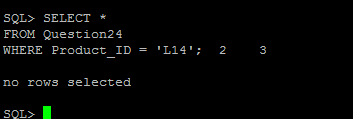 SQL> SELECT *
FROM Question24
WHERE Product_ID = 'L14';  2    3
no rows selected
SQL>